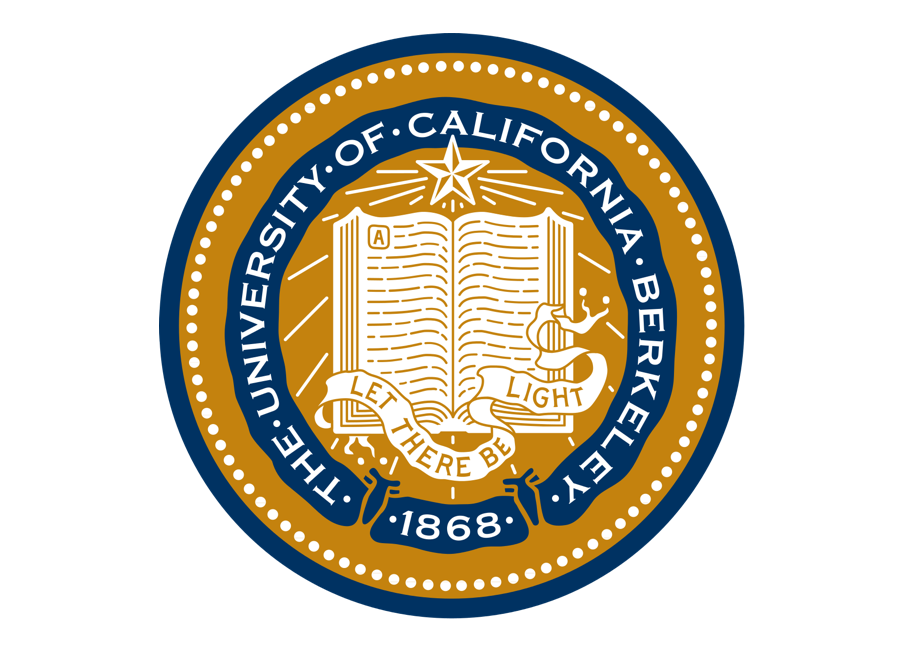 THE · UNIVERSITY · OF · CALIFORNIA · BERKELEY ·
A
LET THERE BE LIGHT
· 1868 ·